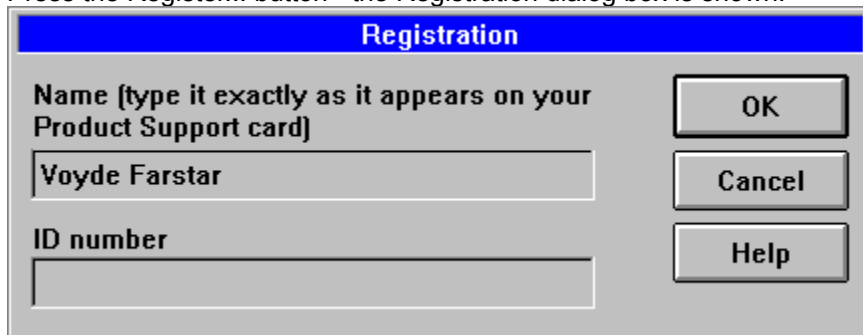 Press the Register... button - the Registration dialog box is shown.
Registration
Name (type it exactly as it appears on your
Product Support card)
Voyde Farstar
ID number
OK
Cancel
Help